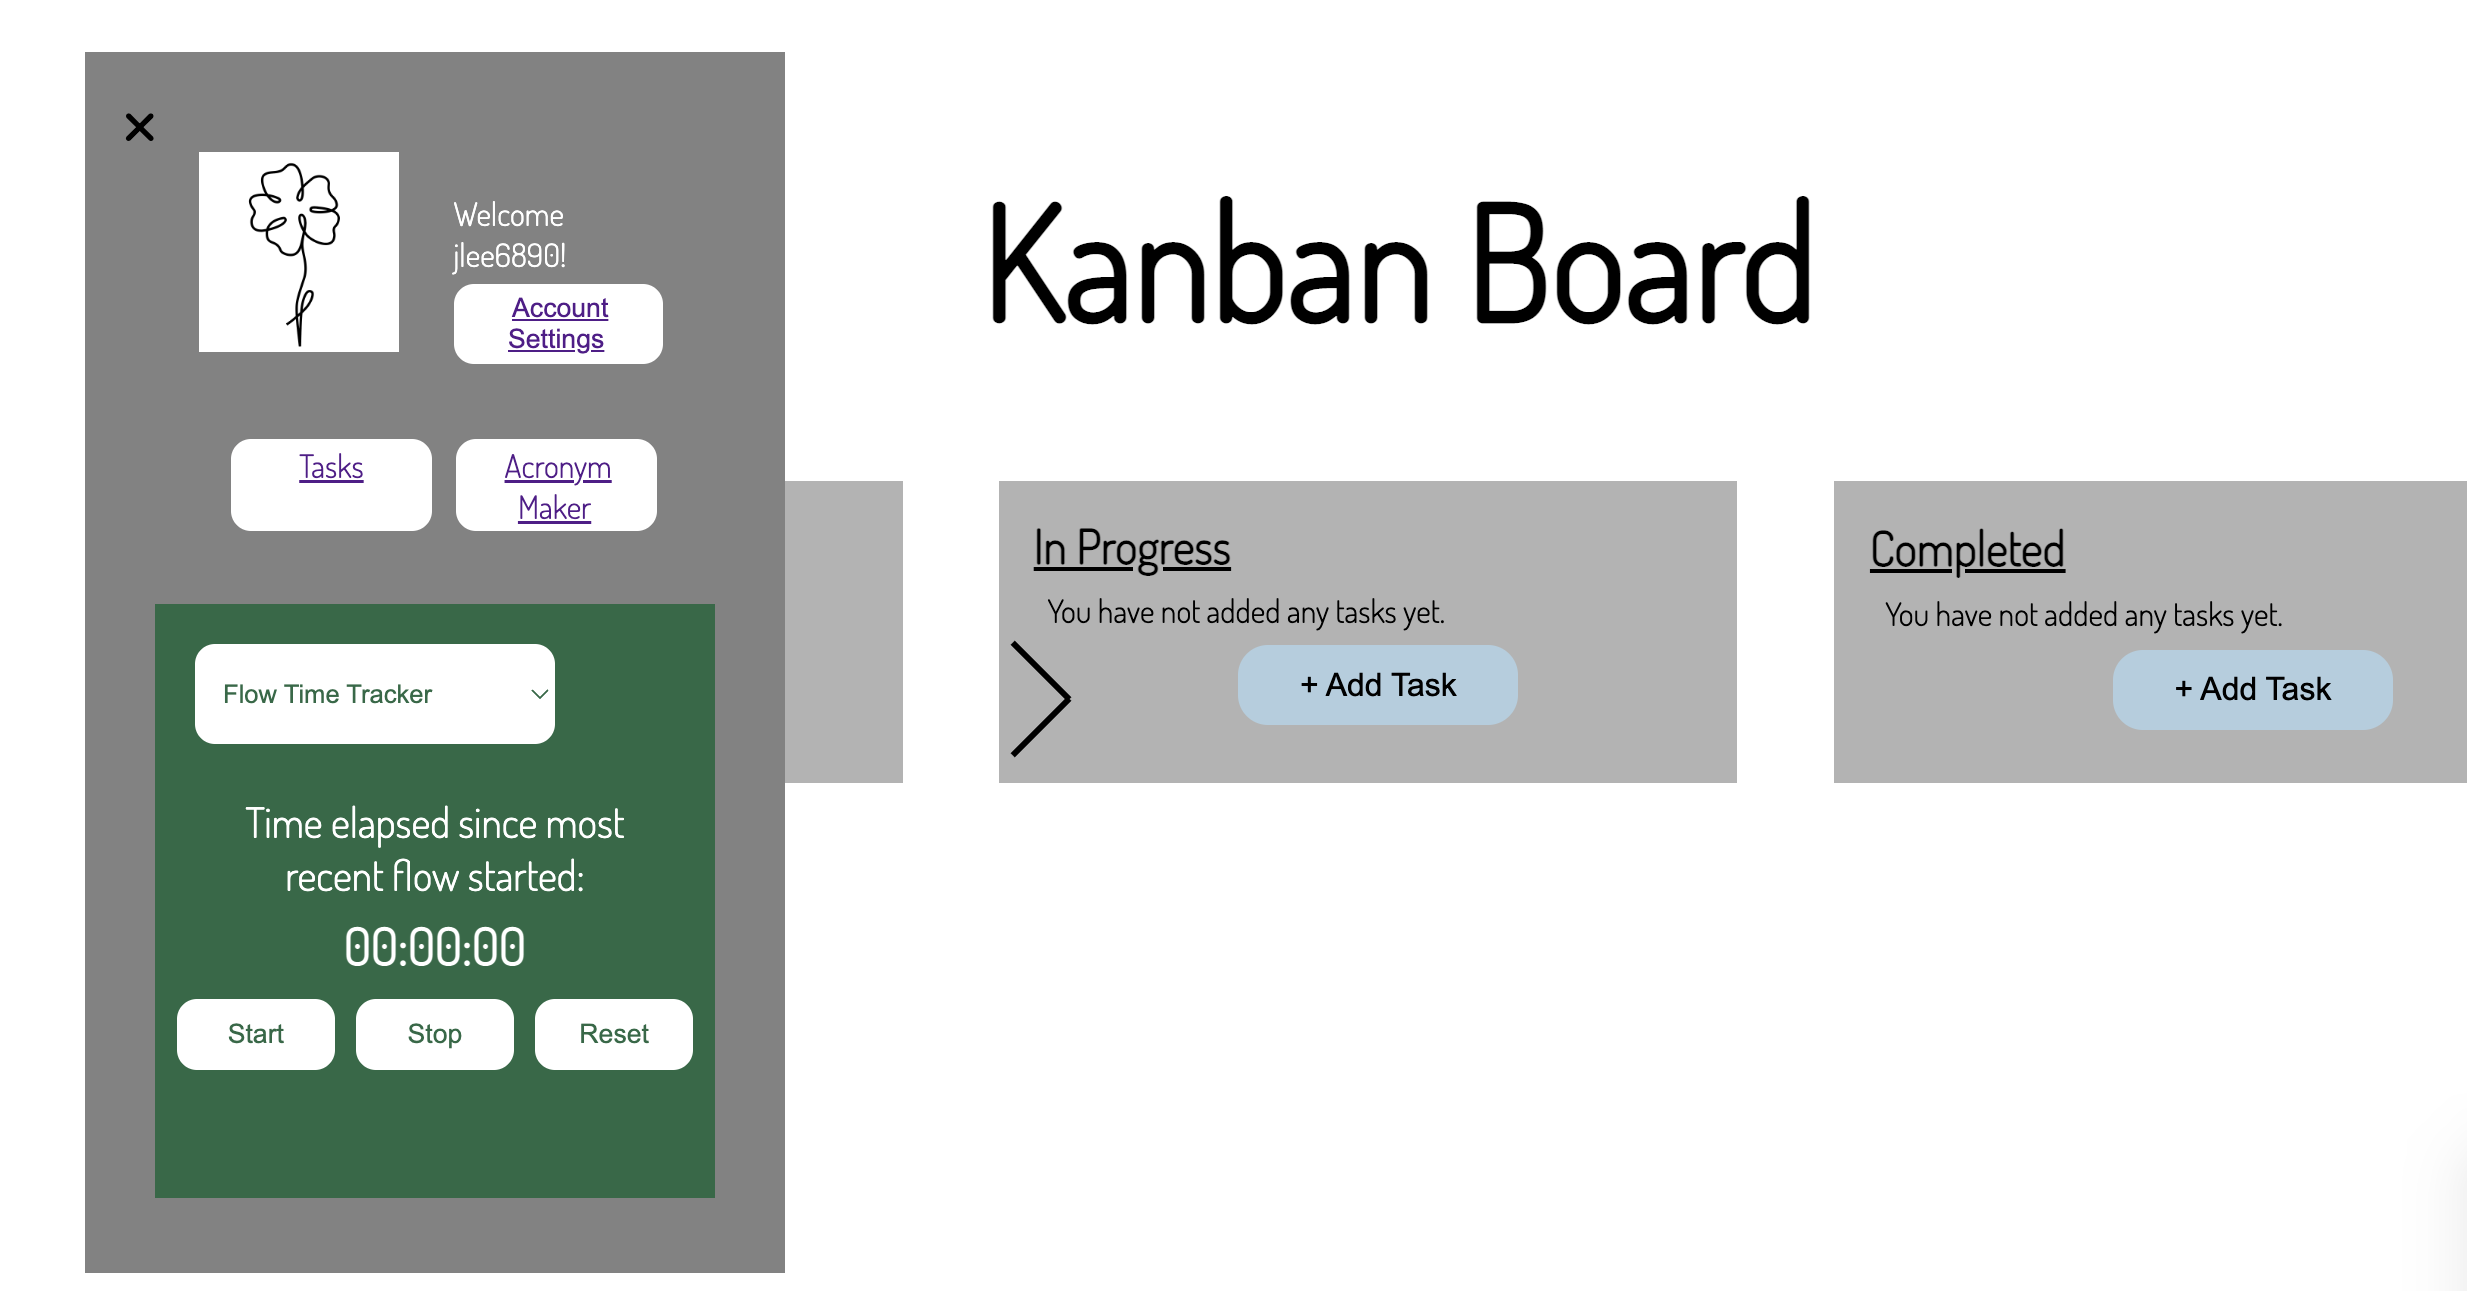 Welcome
jlee6890!
Account
Settings
Tasks
Acronym
Maker
Flow Time Tracker
Time elapsed since most
recent flow started:
00:00:00
Start
Stop
Reset
Kanban Board
In Progress
You have not added any tasks yet.
+ Add Task
Completed
You have not added any tasks yet.
+ Add Task